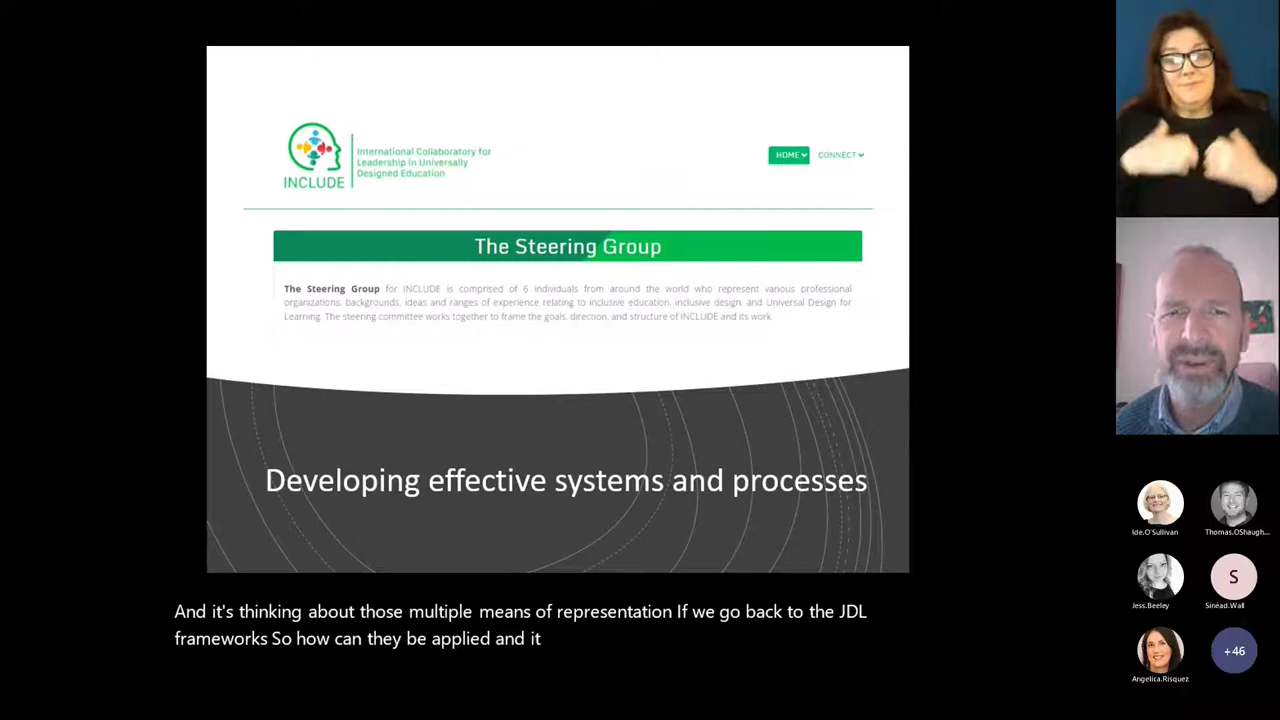 INCLUDE
International Collaboratory for
Leadership in Universally
Designed Education
HOME
CONNECT
The Steering Group
The Steering Group for INCLUDE is comprised of 6 individuals from around the world who represent various professional
organizations, backgrounds, ideas and ranges of experience relating to inclusive education, inclusive design, and Universal Design for
Learning. The steering committee works together to frame the goals, direction, and structure of INCLUDE and its work.
Developing effective systems and processes
And it's thinking about those multiple means of representation If we go back to the JDL
frameworks So how can they be applied and it
Ide.O'Sullivan
Thomas.OShaugh...
Jess.Beeley
S
Sinéad.Wall
Angelica.Risquez
+46